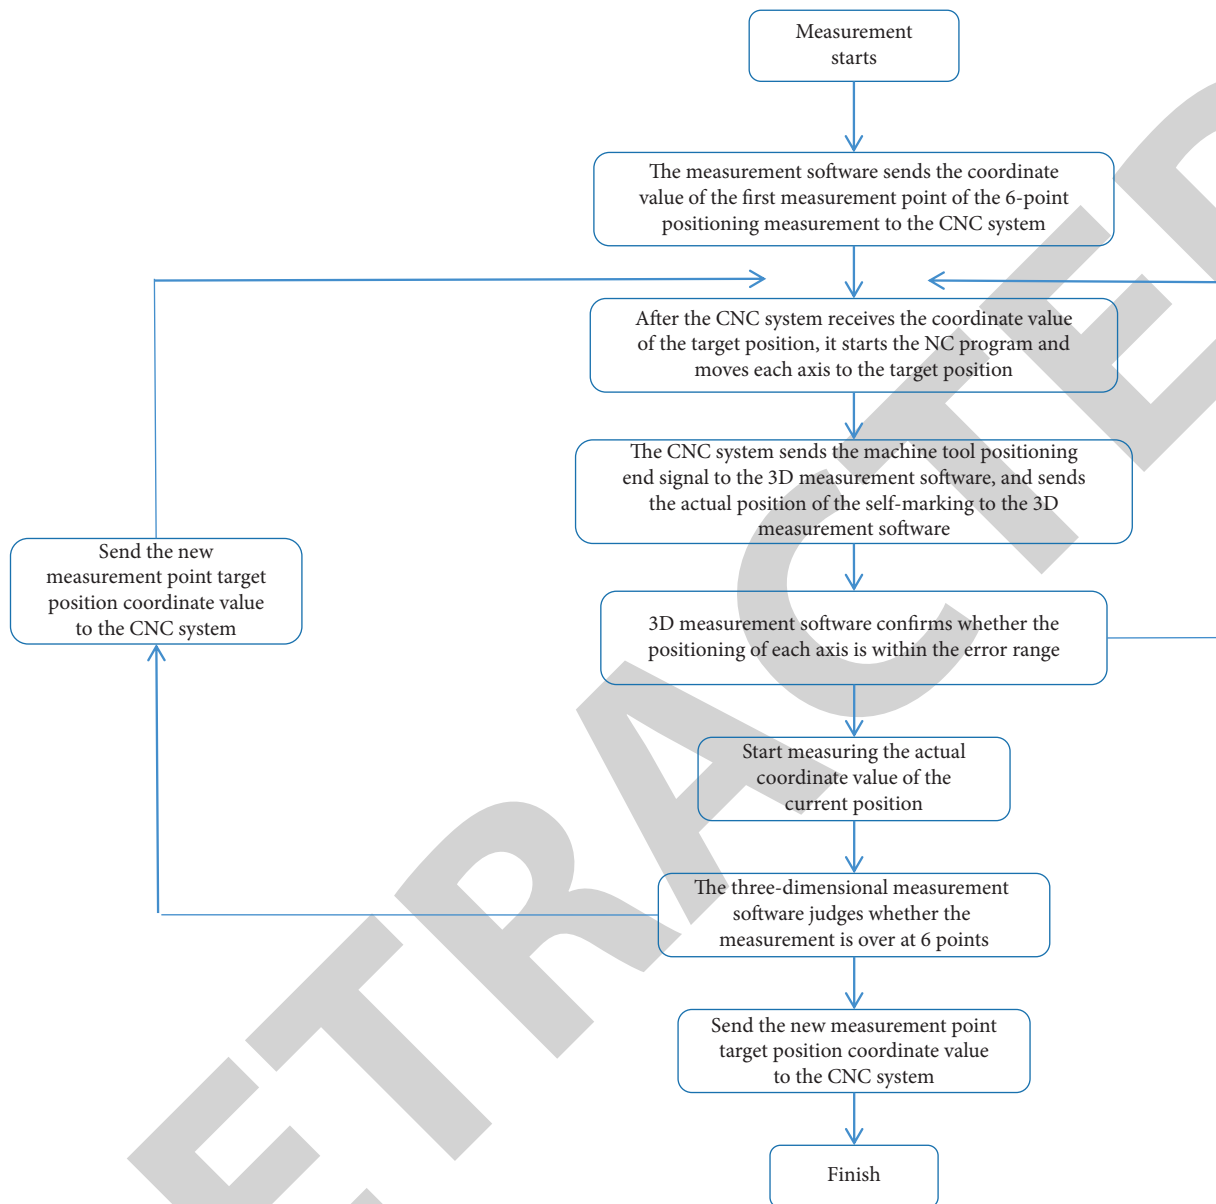 Measurement
starts
The measurement software sends the coordinate
value of the first measurement point of the 6-point
positioning measurement to the CNC system
After the CNC system receives the coordinate value
of the target position, it starts the NC program and
moves each axis to the target position
The CNC system sends the machine tool positioning
end signal to the 3D measurement software, and sends
the actual position of the self-marking to the 3D
measurement software
Send the new
measurement point target
position coordinate value
to the CNC system
3D measurement software confirms whether the
positioning of each axis is within the error range
Start measuring the actual
coordinate value of the
current position
The three-dimensional measurement
software judges whether the
measurement is over at 6 points
Send the new measurement point
target position coordinate value
to the CNC system
Finish
ETRACTE